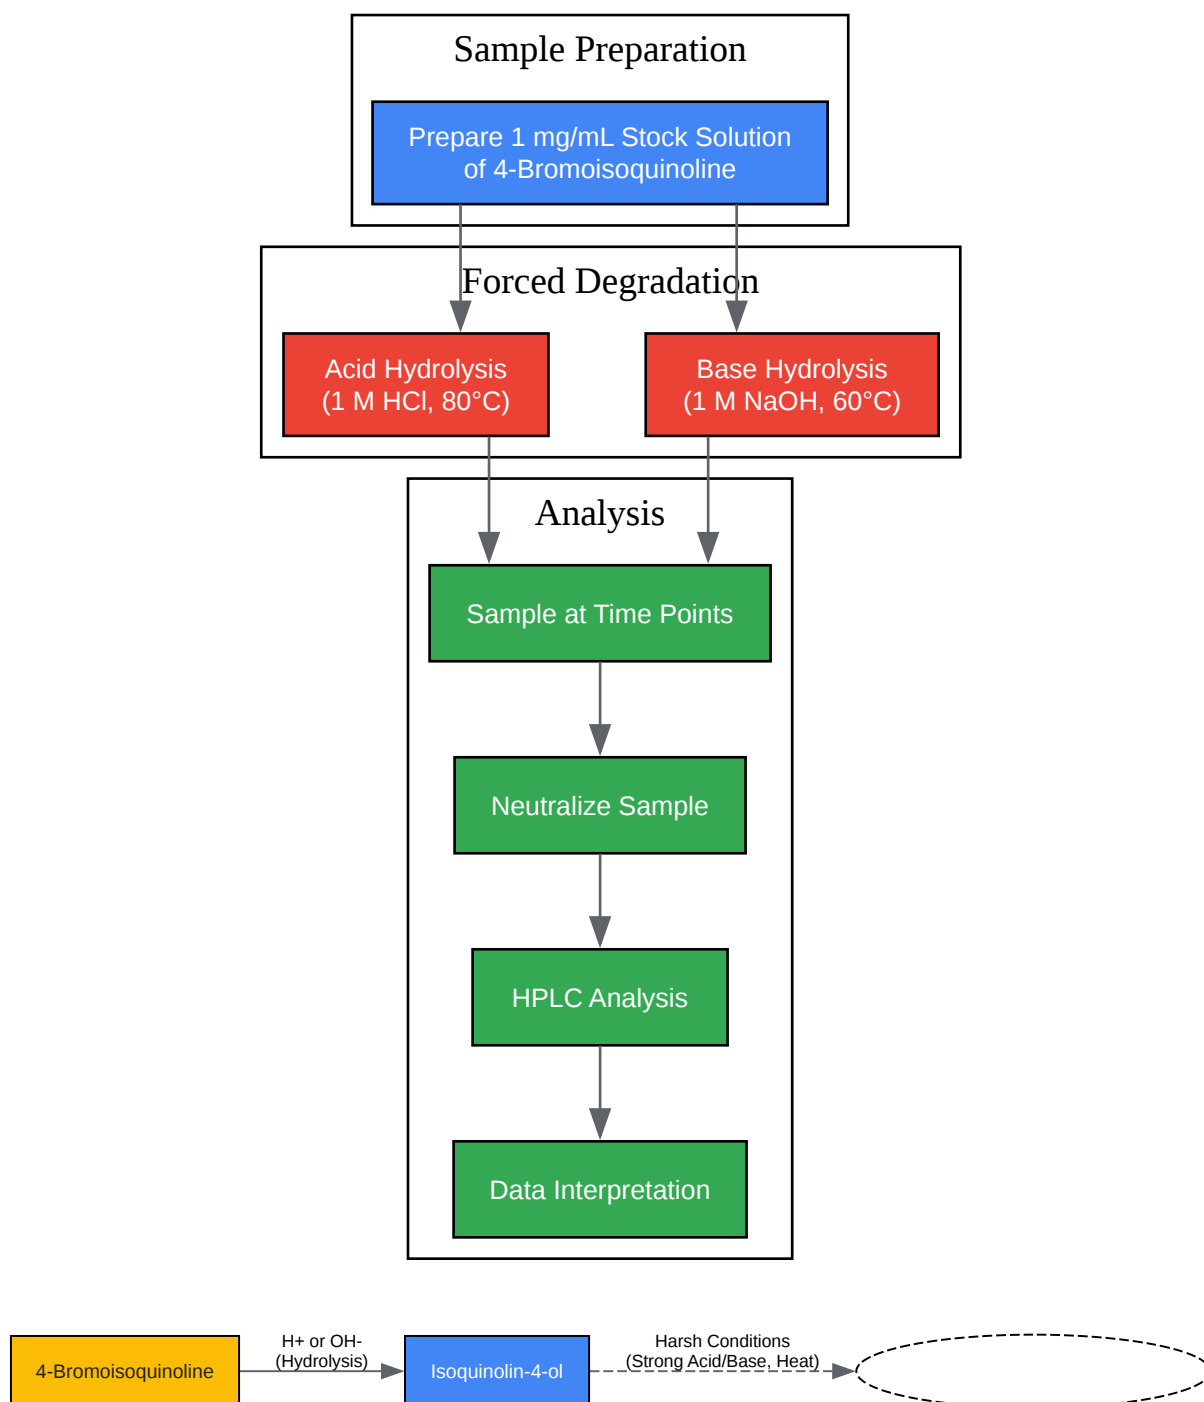 Sample Preparation
Prepare 1 mg/mL Stock Solution
of 4-Bromoisoquinoline
Forced Degradation
Acid Hydrolysis
(1 M HCl, 80°C)
Base Hydrolysis
(1 M NaOH, 60°C)
Analysis
Sample at Time Points
Neutralize Sample
HPLC Analysis
Data Interpretation
4-Bromoisoquinoline
H+ or OH-
(Hydrolysis)
Isoquinolin-4-ol
Harsh Conditions
(Strong Acid/Base, Heat)